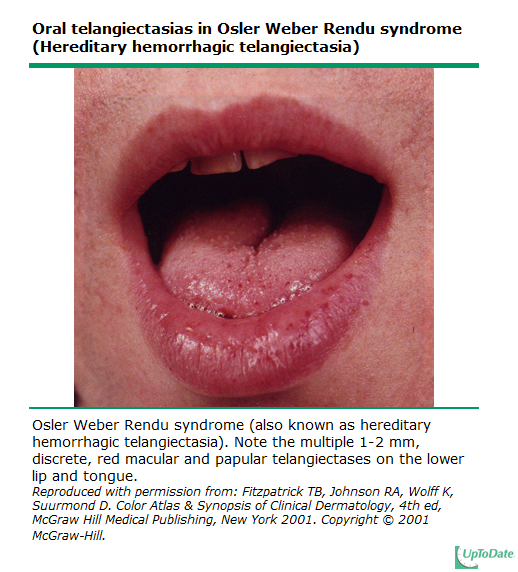 Oral telangiectasias in Osler Weber Rendu syndrome
(Hereditary hemorrhagic telangiectasia)
Osler Weber Rendu syndrome (also known as hereditary
hemorrhagic telangiectasia). Note the multiple 1-2 mm,
discrete, red macular and papular telangiectases on the lower
lip and tongue.
Reproduced with permission from: Fitzpatrick TB, Johnson RA, Wolff K,
Suurmond D. Color Atlas & Synopsis of Clinical Dermatology, 4th ed,
McGraw Hill Medical Publishing, New York 2001. Copyright © 2001
McGraw-Hill.
UpToDate